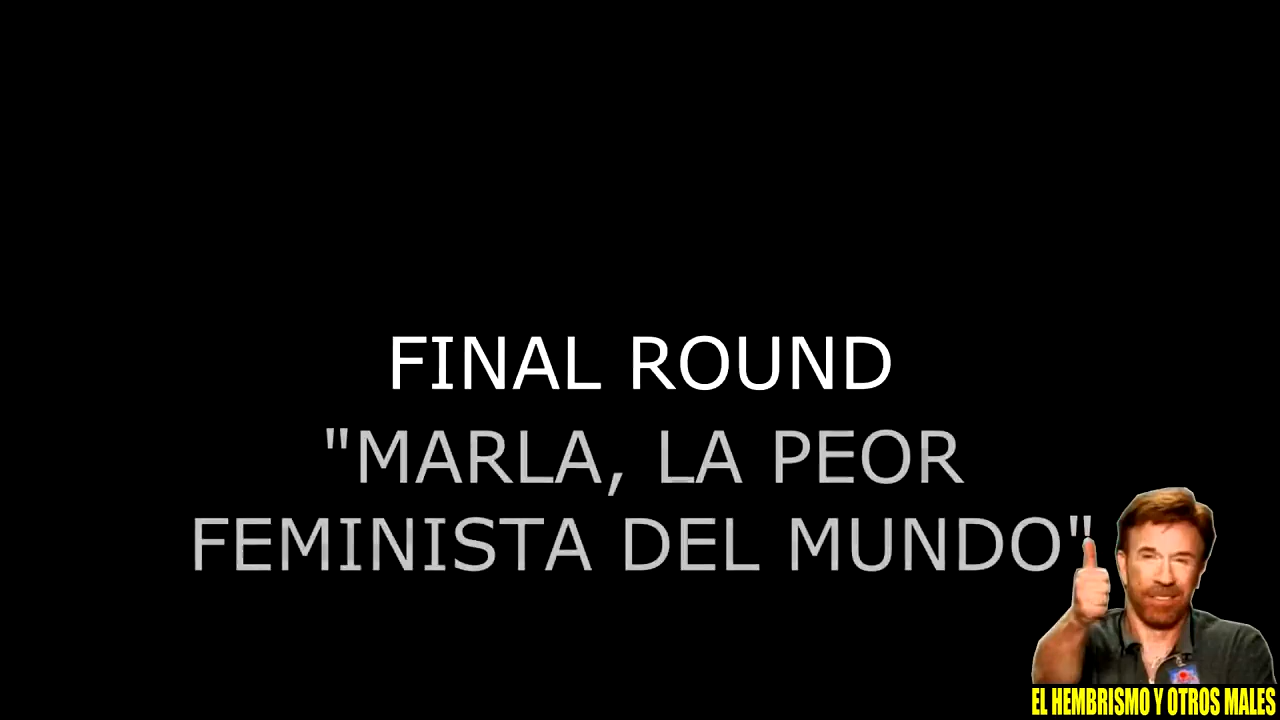 FINAL ROUND
"MARLA, LA PEOR
FEMINISTA DEL MUNDO"
EL HEMBRISMO Y OTROS MALES